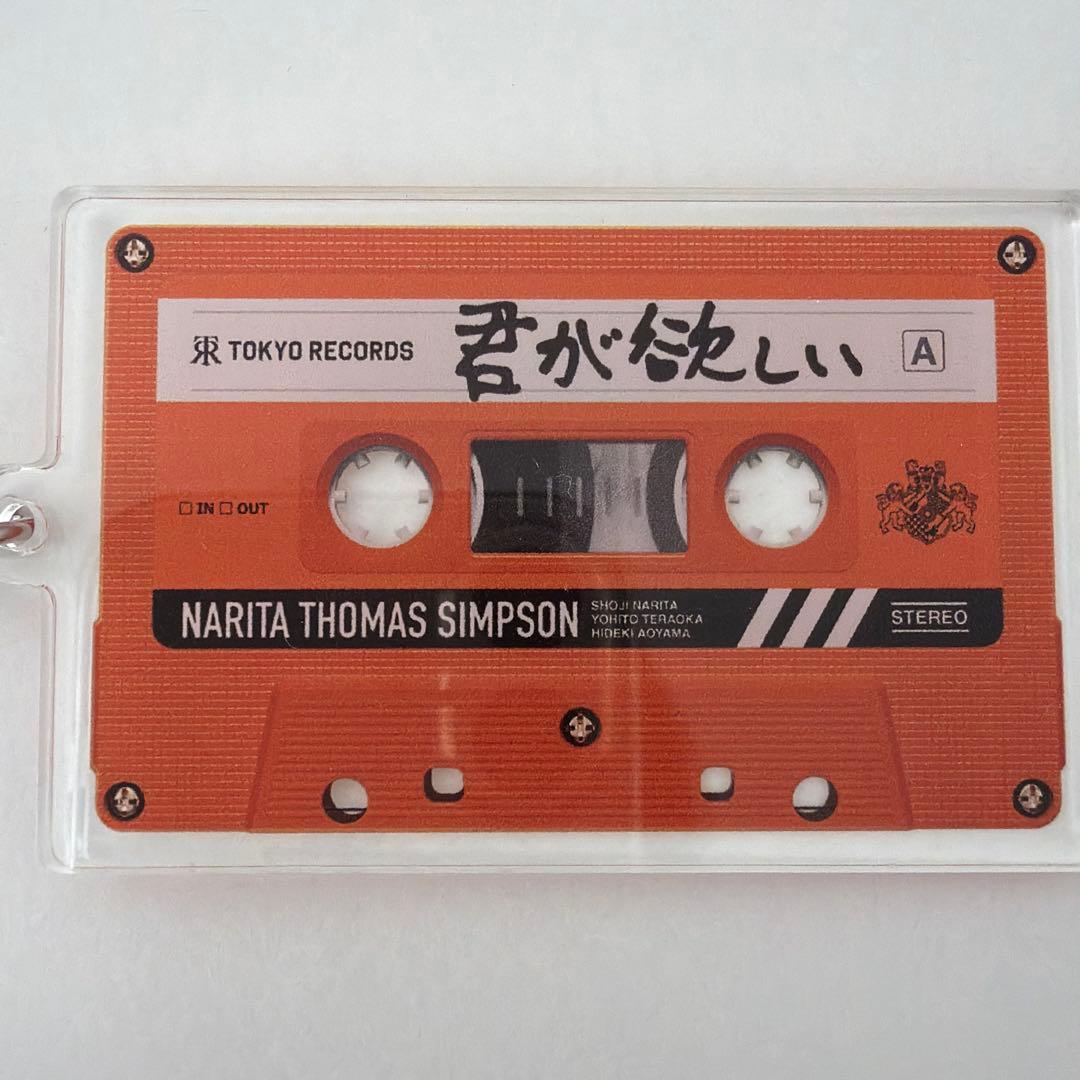 TOKYO RECORDS 君が欲しい A
□ IN □ OUT
NARITA THOMAS SIMPSON
SHOJI NARITA
YOHITO TERAOKA
HIDEKI AOYAMA
STEREO